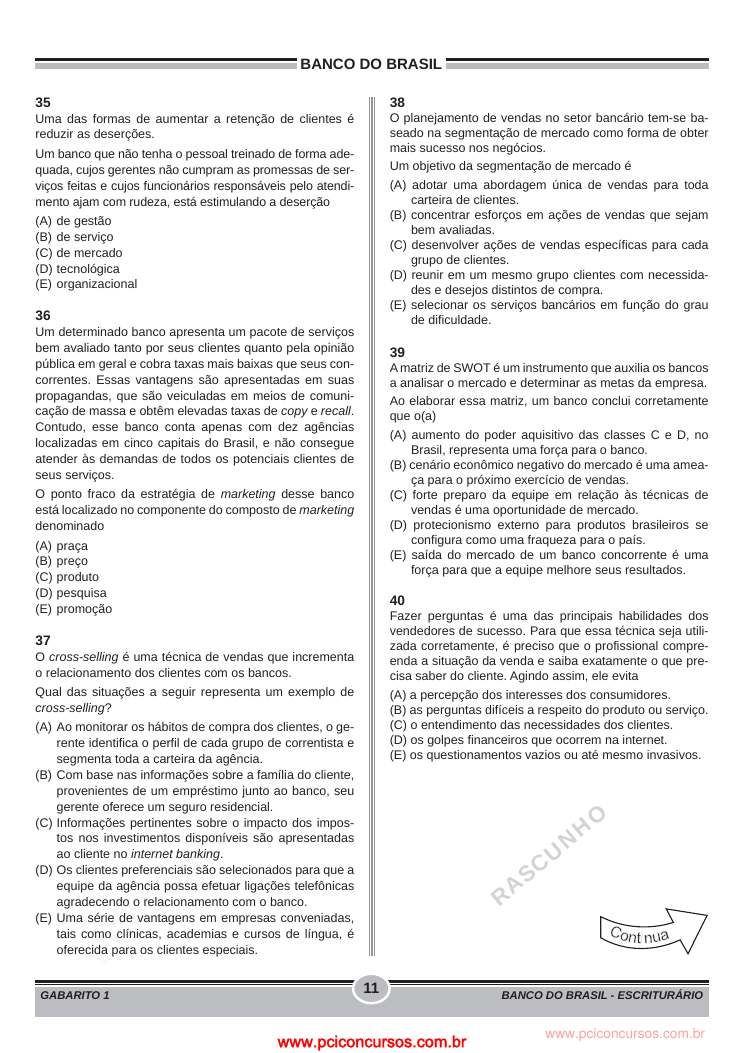 BANCO DO BRASIL
35
Uma das formas de aumentar a retenção de clientes é
reduzir as deserções.
Um banco que não tenha o pessoal treinado de forma ade-
quada, cujos gerentes não cumpram as promessas de ser-
viços feitas e cujos funcionários responsáveis pelo atendi-
mento ajam com rudeza, está estimulando a deserção
(A) de gestão
(B) de serviço
(C) de mercado
(D) tecnológica
(E) organizacional
36
Um determinado banco apresenta um pacote de serviços
bem avaliado tanto por seus clientes quanto pela opinião
pública em geral e cobra taxas mais baixas que seus con-
correntes. Essas vantagens são apresentadas em suas
propagandas, que são veiculadas em meios de comuni-
cação de massa e obtêm elevadas taxas de copy e recall.
Contudo, esse banco conta apenas com dez agências
localizadas em cinco capitais do Brasil, e não consegue
atender às demandas de todos os potenciais clientes de
seus serviços.
O ponto fraco da estratégia de marketing desse banco
está localizado no componente do composto de marketing
denominado
(A) praça
(B) preço
(C) produto
(D) pesquisa
(E) promoção
37
O cross-selling é uma técnica de vendas que incrementa
o relacionamento dos clientes com os bancos.
Qual das situações a seguir representa um exemplo de
cross-selling?
(A) Ao monitorar os hábitos de compra dos clientes, o ge-
rente identifica o perfil de cada grupo de correntista e
segmenta toda a carteira da agência.
(B) Com base nas informações sobre a família do cliente,
provenientes de um empréstimo junto ao banco, seu
gerente oferece um seguro residencial.
(C) Informações pertinentes sobre o impacto dos impos-
tos nos investimentos disponíveis são apresentadas
ao cliente no internet banking.
(D) Os clientes preferenciais são selecionados para que a
equipe da agência possa efetuar ligações telefônicas
agradecendo o relacionamento com o banco.
(E) Uma série de vantagens em empresas conveniadas,
tais como clínicas, academias e cursos de língua, é
oferecida para os clientes especiais.
38
O planejamento de vendas no setor bancário tem-se ba-
seado na segmentação de mercado como forma de obter
mais sucesso nos negócios.
Um objetivo da segmentação de mercado é
(A) adotar uma abordagem única de vendas para toda
carteira de clientes.
(B) concentrar esforços em ações de vendas que sejam
bem avaliadas.
(C) desenvolver ações de vendas específicas para cada
grupo de clientes.
(D) reunir em um mesmo grupo clientes com necessida-
des e desejos distintos de compra.
(E) selecionar os serviços bancários em função do grau
de dificuldade.
39
A matriz de SWOT é um instrumento que auxilia os bancos
a analisar o mercado e determinar as metas da empresa.
Ao elaborar essa matriz, um banco conclui corretamente
que o(a)
(A) aumento do poder aquisitivo das classes C e D, no
Brasil, representa uma força para o banco.
(B) cenário econômico negativo do mercado é uma amea-
ça para o próximo exercício de vendas.
(C) forte preparo da equipe em relação às técnicas de
vendas é uma oportunidade de mercado.
(D) protecionismo externo para produtos brasileiros se
configura como uma fraqueza para o país.
(E) saída do mercado de um banco concorrente é uma
força para que a equipe melhore seus resultados.
40
Fazer perguntas é uma das principais habilidades dos
vendedores de sucesso. Para que essa técnica seja utili-
zada corretamente, é preciso que o profissional compre-
enda a situação da venda e saiba exatamente o que pre-
cisa saber do cliente. Agindo assim, ele evita
(A) a percepção dos interesses dos consumidores.
(B) as perguntas difíceis a respeito do produto ou serviço.
(C) o entendimento das necessidades dos clientes.
(D) os golpes financeiros que ocorrem na internet.
(E) os questionamentos vazios ou até mesmo invasivos.
RASCUNHO
Continua
GABARITO 1
11
BANCO DO BRASIL - ESCRITURÁRIO
www.pciconcursos.com.br
www.pciconcursos.com.br